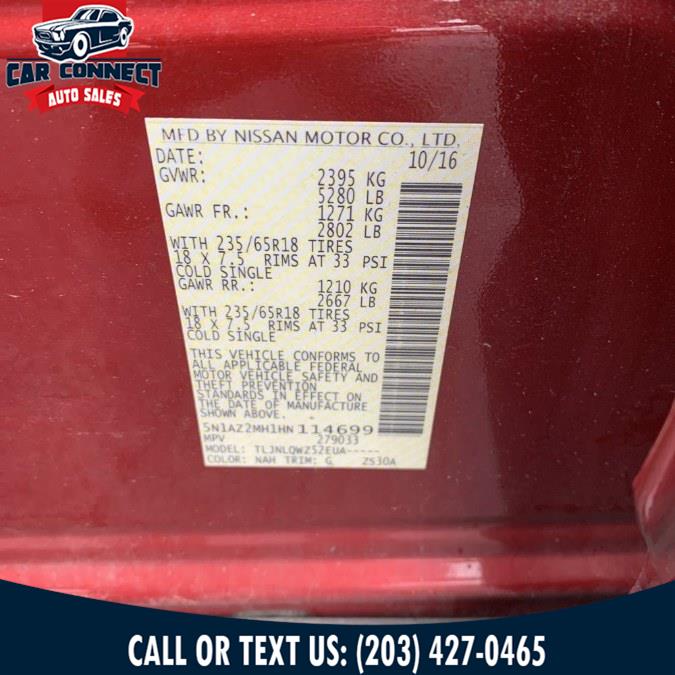 CAR CONNECT
AUTO SALES
MFD BY NISSAN MOTOR CO., LTD.
DATE: 10/16
GVWR: 2395 KG
5280 LB
GAWR FR.: 1271 KG
2802 LB
WITH 235/65R18 TIRES
18 X 7.5 RIMS AT 33 PSI
COLD SINGLE
GAWR RR.: 1210 KG
2667 LB
WITH 235/65R18 TIRES
18 X 7.5 RIMS AT 33 PSI
COLD SINGLE
THIS VEHICLE CONFORMS TO
ALL APPLICABLE FEDERAL
MOTOR VEHICLE SAFETY AND
THEFT PREVENTION
STANDARDS IN EFFECT ON
THE DATE OF MANUFACTURE
SHOWN ABOVE.
5N1AZ2MH1HN114699
MPV 279033
MODEL: TLJNLQWZ52EUA-----
COLOR: NAH TRIM: G ZS30A
CALL OR TEXT US: (203) 427-0465